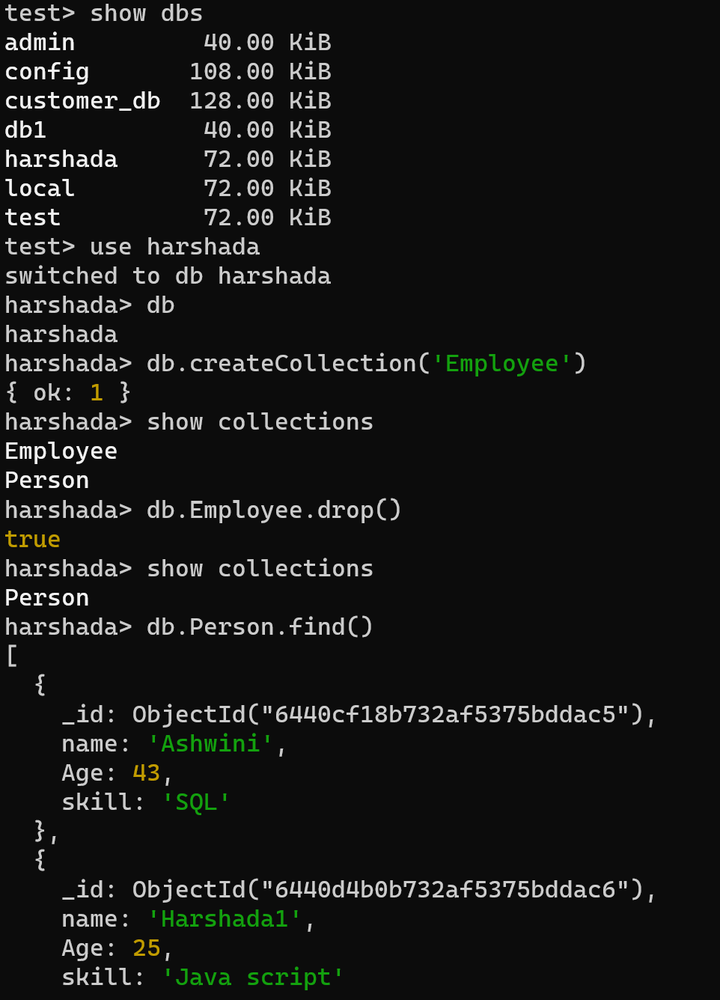 test> show dbs
admin         40.00 KiB
config       108.00 KiB
customer_db  128.00 KiB
db1           40.00 KiB
harshada      72.00 KiB
local         72.00 KiB
test          72.00 KiB
test> use harshada
switched to db harshada
harshada> db
harshada
harshada> db.createCollection('Employee')
{ ok: 1 }
harshada> show collections
Employee
Person
harshada> db.Employee.drop()
true
harshada> show collections
Person
harshada> db.Person.find()
[
  {
    _id: ObjectId("6440cf18b732af5375bddac5"),
    name: 'Ashwini',
    Age: 43,
    skill: 'SQL'
  },
  {
    _id: ObjectId("6440d4b0b732af5375bddac6"),
    name: 'Harshada1',
    Age: 25,
    skill: 'Java script'